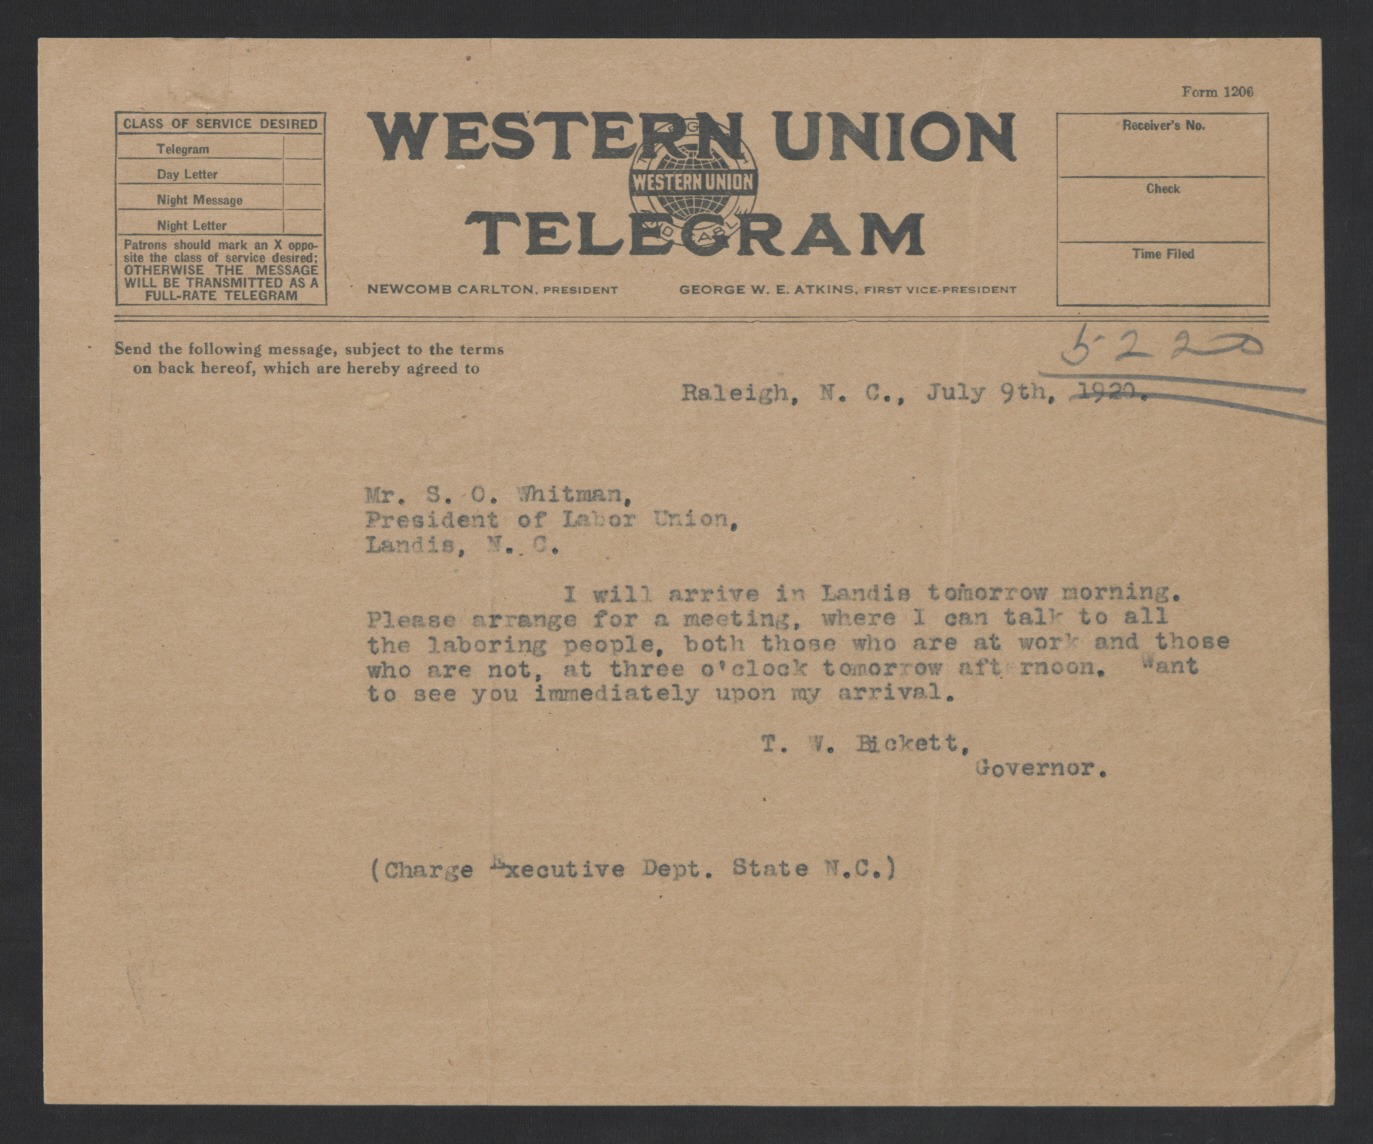 Form 1206
CLASS OF SERVICE DESIRED
Telegram
Day Letter
Night Message
Night Letter
Patrons should mark an X oppo-
site the class of service desired;
OTHERWISE THE MESSAGE
WILL BE TRANSMITTED AS A
FULL-RATE TELEGRAM
WESTERN UNION
WESTERN UNION
TELEGRAM
NEWCOMB CARLTON, PRESIDENT GEORGE W. E. ATKINS, FIRST VICE-PRESIDENT
Receiver's No.
Check
Time Filed
Send the following message, subject to the terms
on back hereof, which are hereby agreed to
5220
Raleigh, N. C., July 9th, 1920.
Mr. S. O. Whitman,
President of Labor Union,
Landis, N. C.
I will arrive in Landis tomorrow morning.
Please arrange for a meeting, where I can talk to all
the laboring people, both those who are at work and those
who are not, at three o'clock tomorrow aft rnoon. Want
to see you immediately upon my arrival.
T. W. Bickett,
Governor.
(Charge Executive Dept. State N.C.)